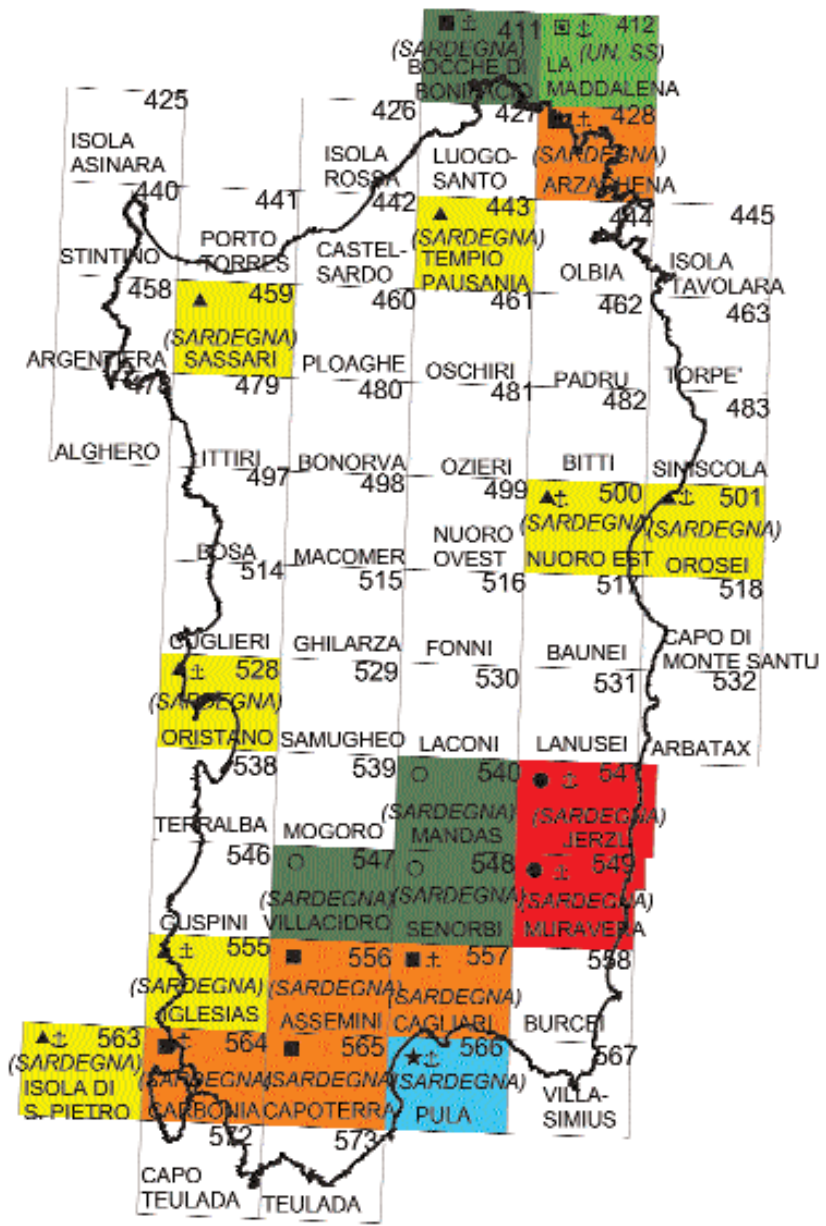 411
412
(SARDEGNA)
(UN. SS)
BOCCHE DI
BONIFACIO
LA
MADDALENA
425
426
427
428
ISOLA
ASINARA
ISOLA
ROSSA
LUOGO-
SANTO
(SARDEGNA)
ARZACHENA
440
441
442
443
444
445
STINTINO
PORTO
TORRES
CASTEL-
SARDO
(SARDEGNA)
TEMPIO
PAUSANIA
OLBIA
ISOLA
TAVOLARA
458
459
460
461
462
463
ARGENTIERA
(SARDEGNA)
SASSARI
PLOAGHE
OSCHIRI
PADRU
TORPE'
479
480
481
482
483
ALGHERO
ITTIRI
BONORVA
OZIERI
BITTI
SINISCOLA
497
498
499
500
501
BOSA
MACOMER
NUORO
OVEST
(SARDEGNA)
NUORO EST
(SARDEGNA)
OROSEI
514
515
516
517
518
CUGLIERI
GHILARZA
FONNI
BAUNEI
CAPO DI
MONTE SANTU
528
529
530
531
532
(SARDEGNA)
ORISTANO
SAMUGHEO
LACONI
LANUSEI
ARBATAX
538
539
540
541
TERRALBA
MOGORO
(SARDEGNA)
MANDAS
(SARDEGNA)
JERZU
546
547
548
549
GUSPINI
(SARDEGNA)
VILLACIDRO
(SARDEGNA)
SENORBI
(SARDEGNA)
MURAVERA
555
556
557
558
(SARDEGNA)
IGLESIAS
(SARDEGNA)
ASSEMINI
(SARDEGNA)
CAGLIARI
BURCEI
563
564
565
566
567
(SARDEGNA)
ISOLA DI
S. PIETRO
(SARDEGNA)
CARBONIA
(SARDEGNA)
CAPOTERRA
(SARDEGNA)
PULA
VILLA-
SIMIUS
572
573
CAPO
TEULADA
TEULADA